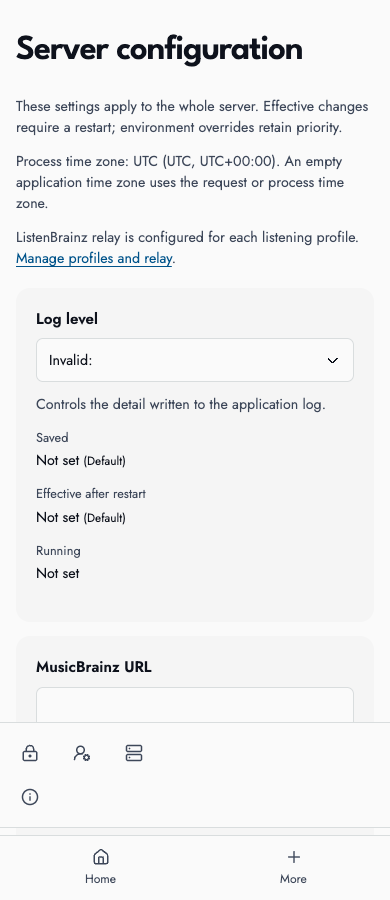 Server configuration
These settings apply to the whole server. Effective changes
require a restart; environment overrides retain priority.
Process time zone: UTC (UTC, UTC+00:00). An empty
application time zone uses the request or process time
zone.
ListenBrainz relay is configured for each listening profile.
Manage profiles and relay.
Log level
Invalid:
Controls the detail written to the application log.
Saved
Not set (Default)
Effective after restart
Not set (Default)
Running
Not set
MusicBrainz URL
Home
More